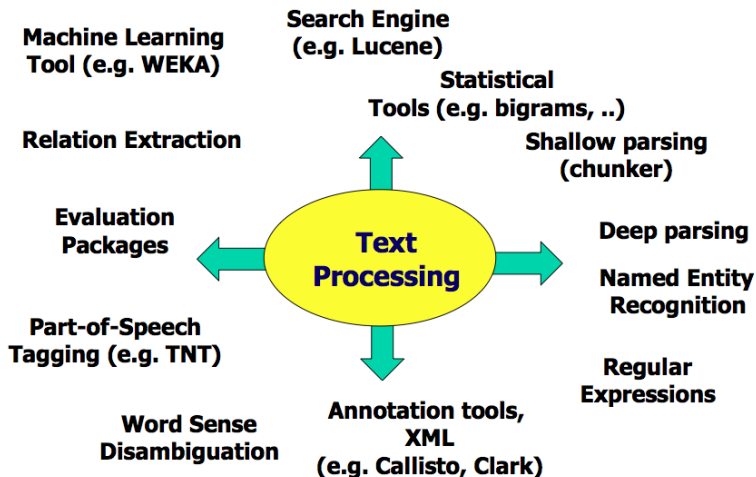 Search Engine
(e.g. Lucene)
Machine Learning
Tool (e.g. WEKA)
Statistical
Tools (e.g. bigrams, ..)
Relation Extraction
Shallow parsing
(chunker)
Evaluation
Packages
Text
Processing
Deep parsing
Named Entity
Recognition
Part-of-Speech
Tagging (e.g. TNT)
Regular
Expressions
Word Sense
Disambiguation
Annotation tools,
XML
(e.g. Callisto, Clark)